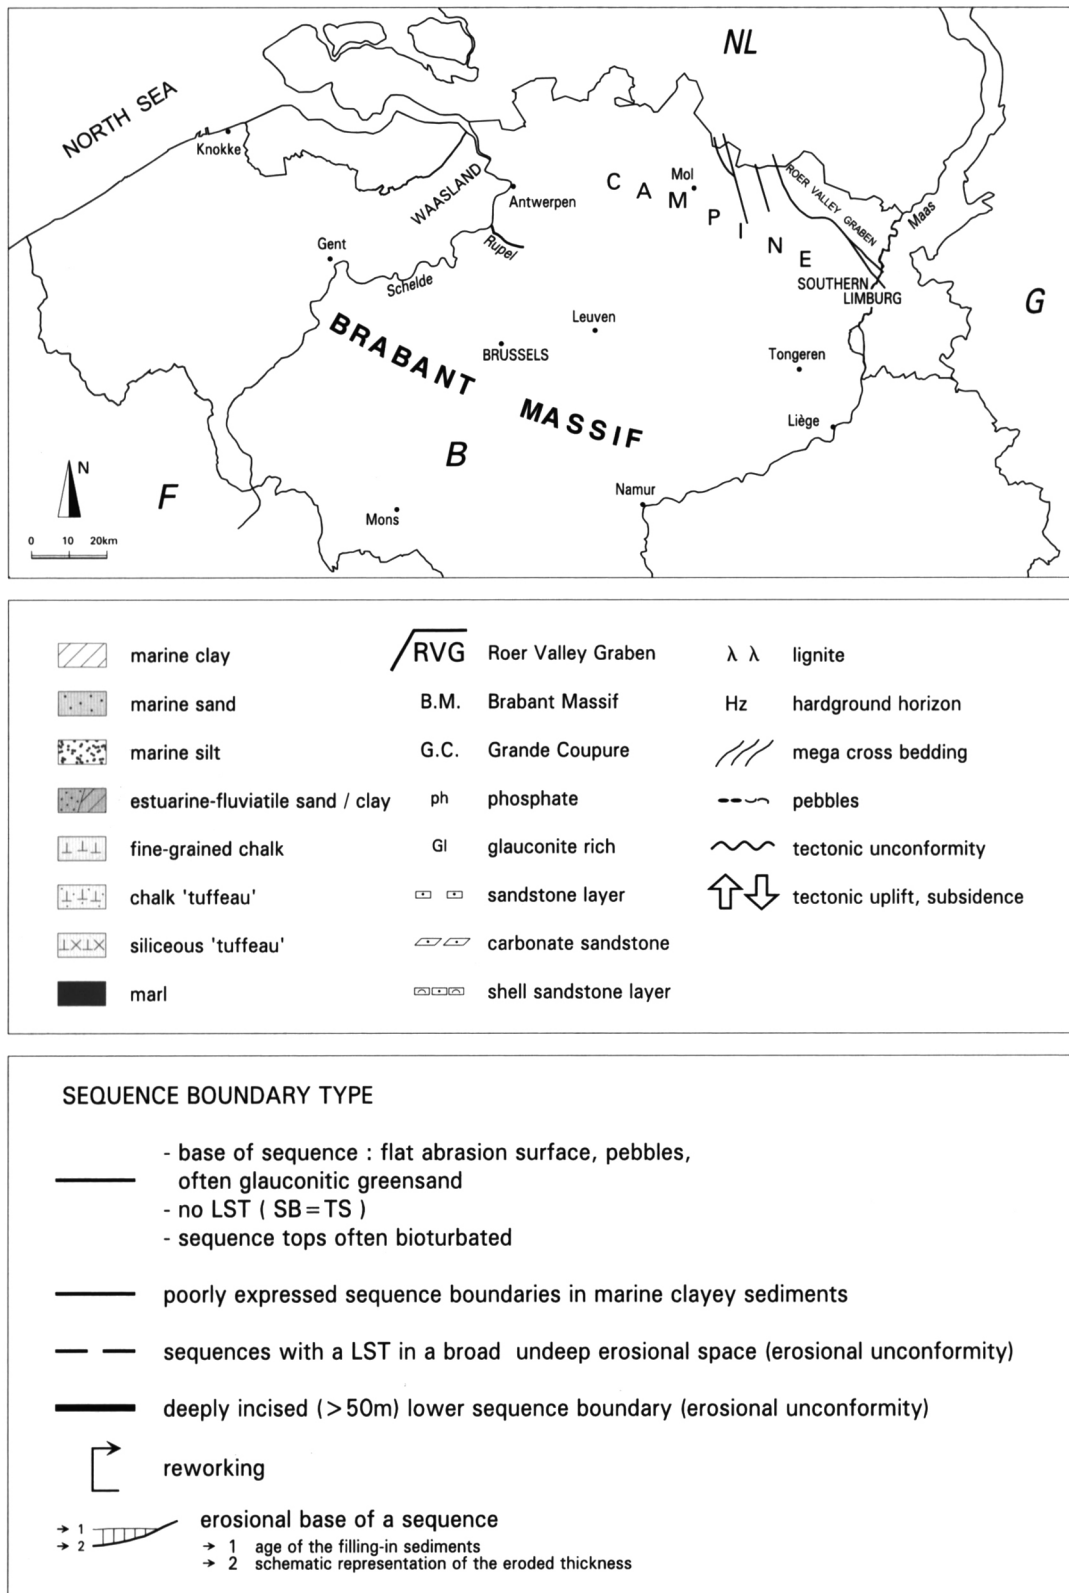 NL
NORTH SEA
Knokke
WAASLAND
Antwerpen
Mol
C A M P I N E
ROER VALLEY GRABEN
Maas
Gent
Rupel
Schelde
SOUTHERN
LIMBURG
G
Leuven
BRUSSELS
Tongeren
BRABANT MASSIF
Liège
B
F
N
Namur
Mons
0 10 20km
marine clay
marine sand
marine silt
estuarine-fluviatile sand / clay
fine-grained chalk
chalk 'tuffeau'
siliceous 'tuffeau'
marl
RVG Roer Valley Graben
B.M. Brabant Massif
G.C. Grande Coupure
ph phosphate
Gl glauconite rich
sandstone layer
carbonate sandstone
shell sandstone layer
λ λ lignite
Hz hardground horizon
mega cross bedding
pebbles
tectonic unconformity
tectonic uplift, subsidence
SEQUENCE BOUNDARY TYPE
- base of sequence : flat abrasion surface, pebbles,
often glauconitic greensand
- no LST ( SB = TS )
- sequence tops often bioturbated
poorly expressed sequence boundaries in marine clayey sediments
sequences with a LST in a broad undeep erosional space (erosional unconformity)
deeply incised (>50m) lower sequence boundary (erosional unconformity)
reworking
→ 1
→ 2
erosional base of a sequence
→ 1 age of the filling-in sediments
→ 2 schematic representation of the eroded thickness